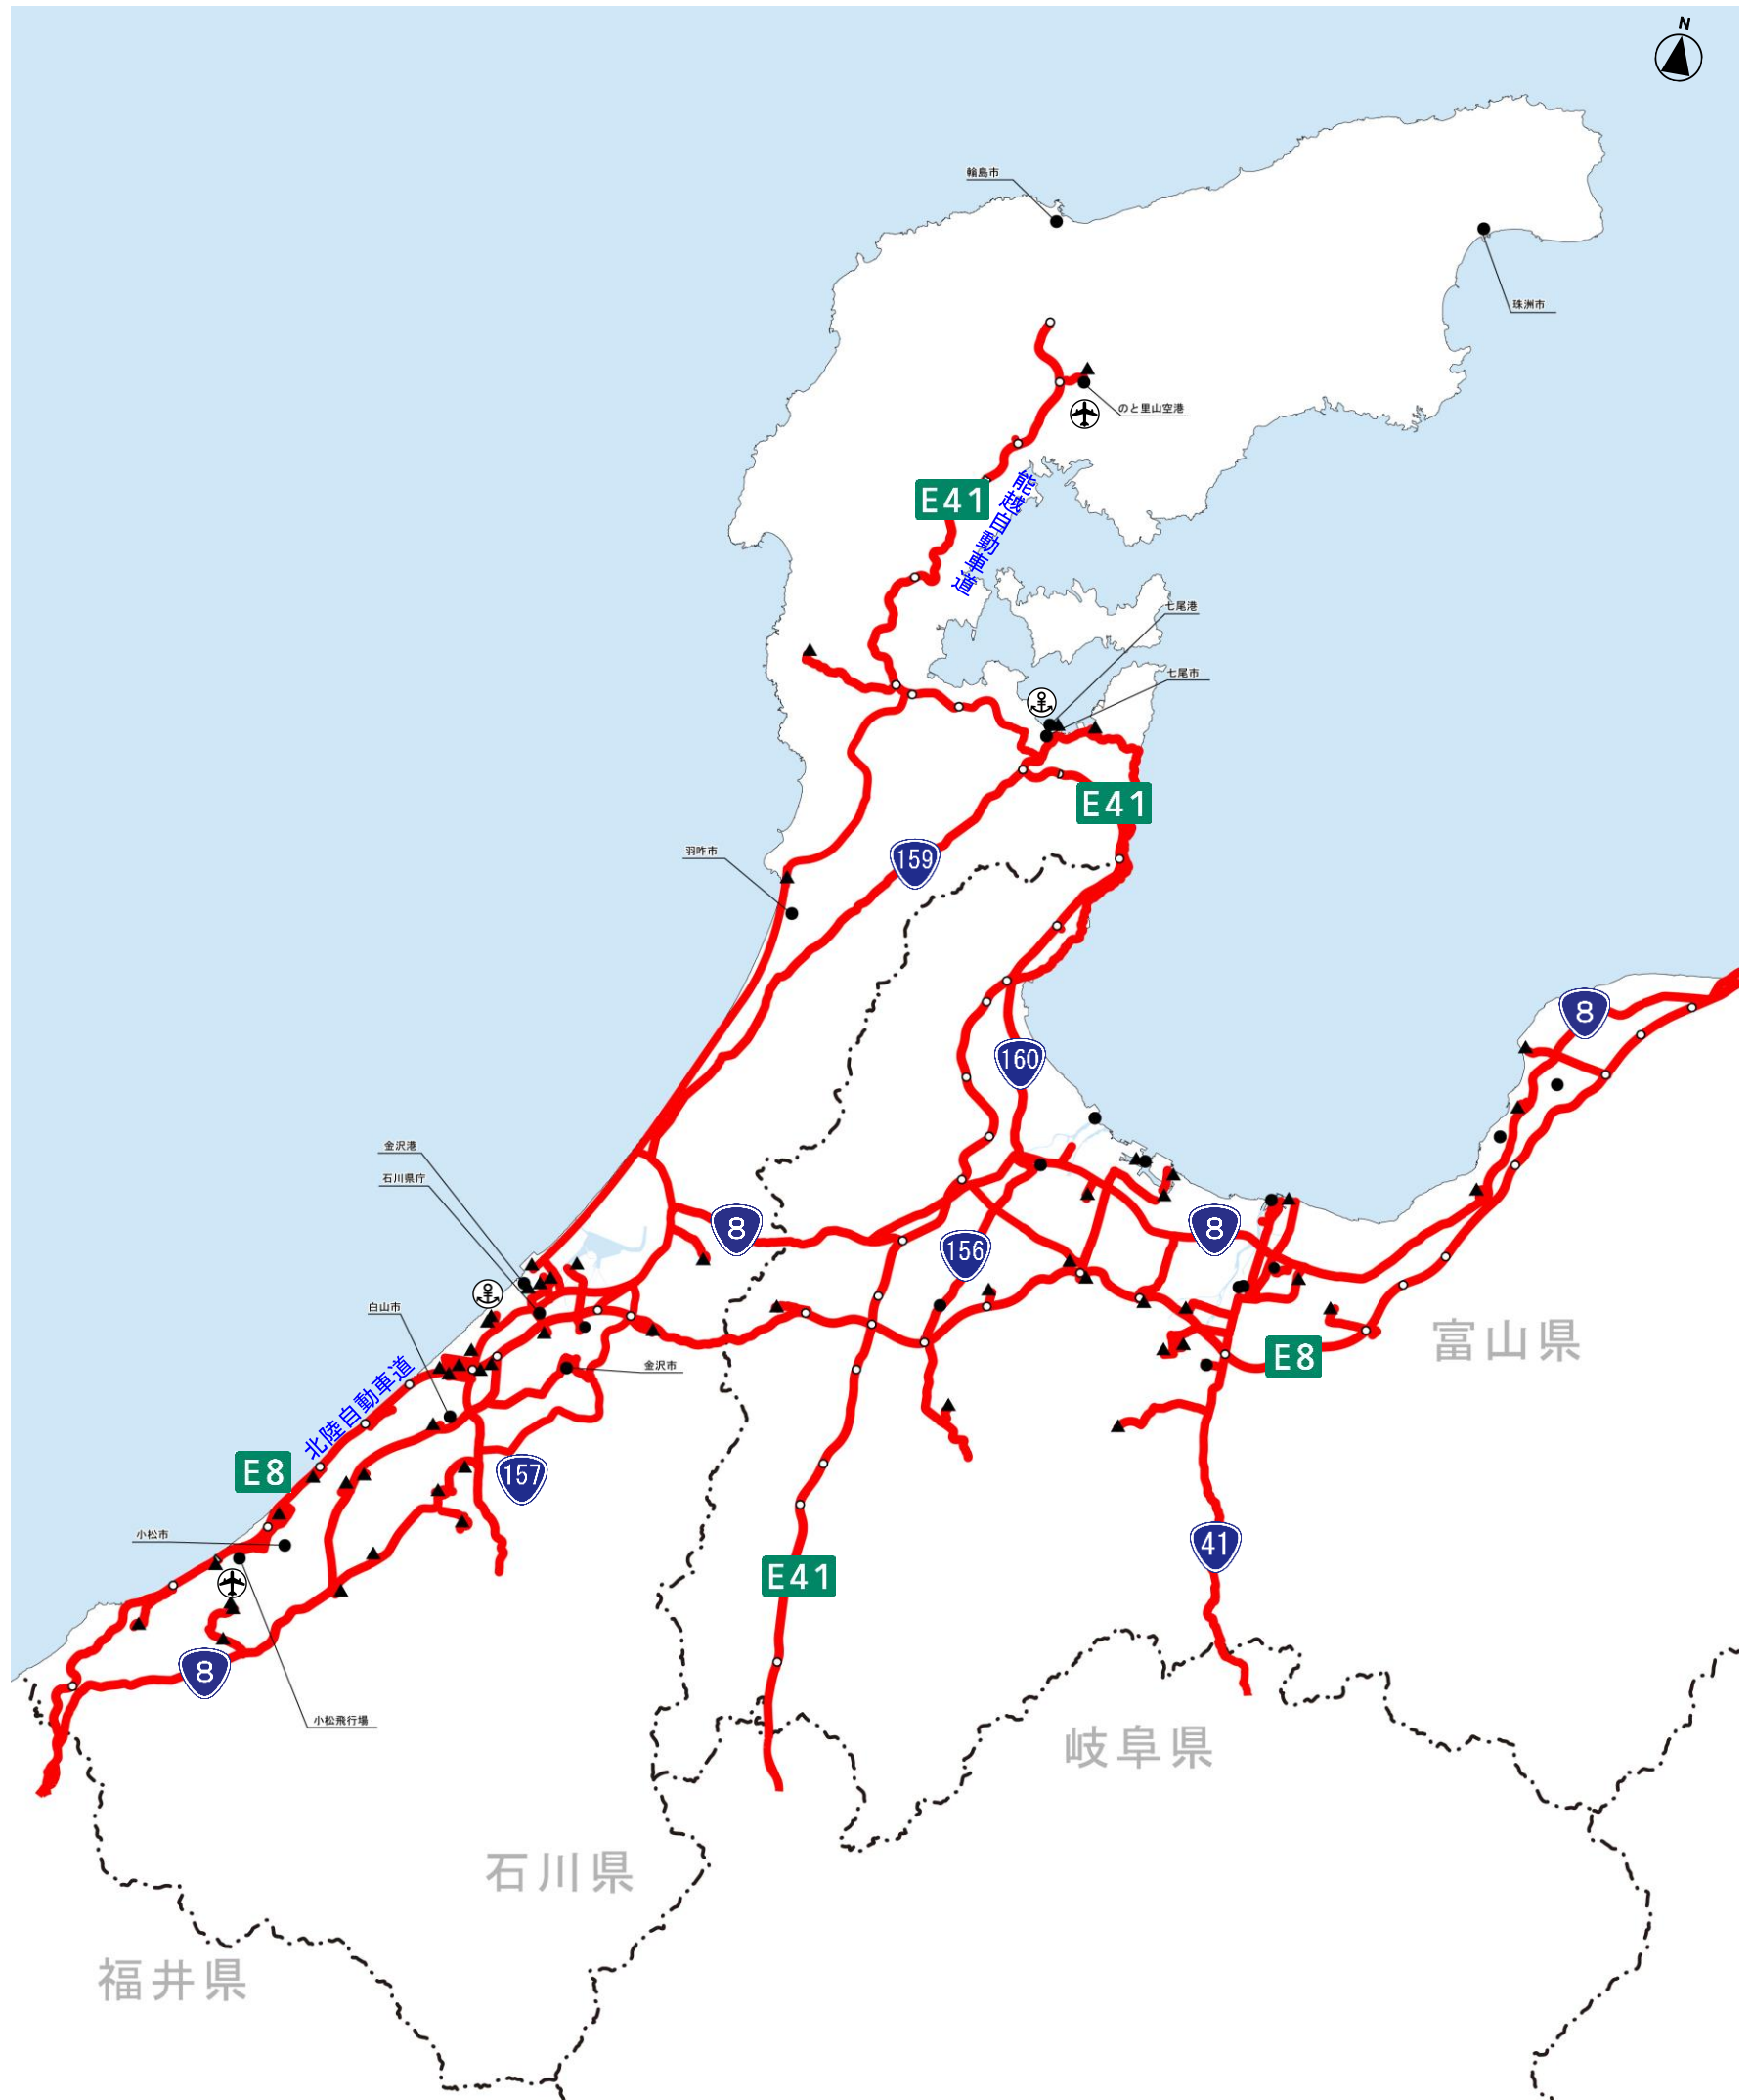 N
輪島市
珠洲市
のと里山空港
E41
能越自動車道
七尾港
七尾市
E41
159
羽咋市
8
160
金沢港
石川県庁
8
156
8
白山市
金沢市
E8
富山県
北陸自動車道
E8
157
小松市
41
E41
8
小松飛行場
岐阜県
石川県
福井県